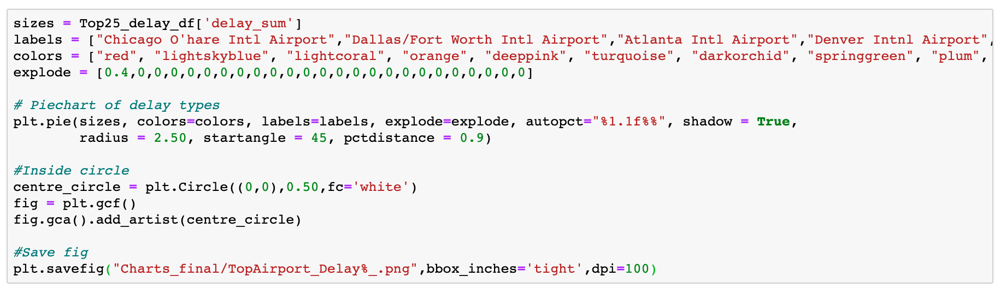 sizes = Top25_delay_df['delay_sum']
labels = ["Chicago O'hare Intl Airport","Dallas/Fort Worth Intl Airport","Atlanta Intl Airport","Denver Intnl Airport",
colors = ["red", "lightskyblue", "lightcoral", "orange", "deeppink", "turquoise", "darkorchid", "springgreen", "plum",
explode = [0.4,0,0,0,0,0,0,0,0,0,0,0,0,0,0,0,0,0,0,0,0,0,0,0,0]
# Piechart of delay types
plt.pie(sizes, colors=colors, labels=labels, explode=explode, autopct="%1.1f%%", shadow = True,
radius = 2.50, startangle = 45, pctdistance = 0.9)
#Inside circle
centre_circle = plt.Circle((0,0),0.50,fc='white')
fig = plt.gcf()
fig.gca().add_artist(centre_circle)
#Save fig
plt.savefig("Charts_final/TopAirport_Delay%_.png",bbox_inches='tight',dpi=100)